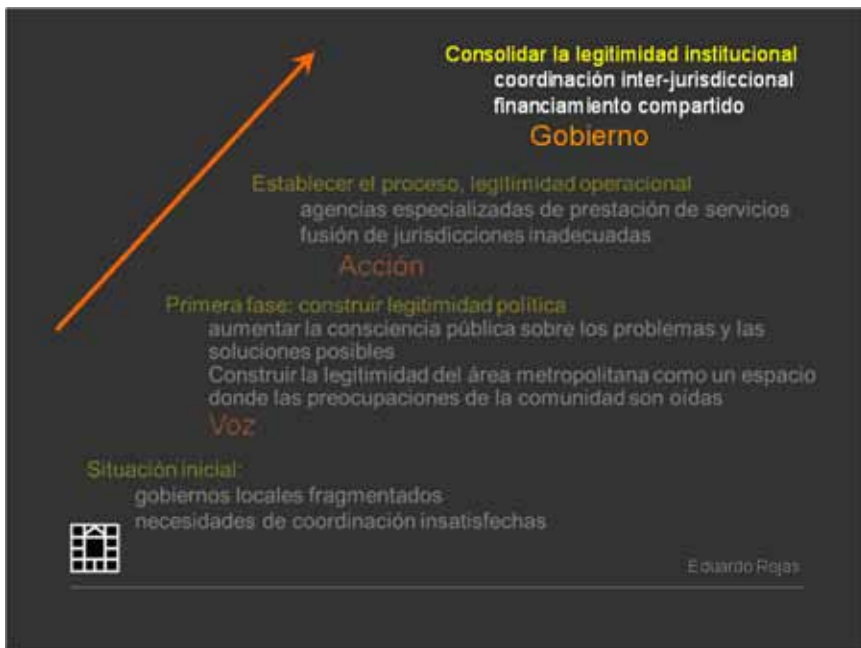 Consolidar la legitimidad institucional
coordinación inter-jurisdiccional
financiamiento compartido
Gobierno
Establecer el proceso, legitimidad operacional
agencias especializadas de prestación de servicios
fusión de jurisdicciones inadecuadas
Acción
Primera fase: construir legitimidad política
aumentar la consciencia pública sobre los problemas y las
soluciones posibles
Construir la legitimidad del área metropolitana como un espacio
donde las preocupaciones de la comunidad son oídas
Voz
Situación inicial:
gobiernos locales fragmentados
necesidades de coordinación insatisfechas
Eduardo Rojas